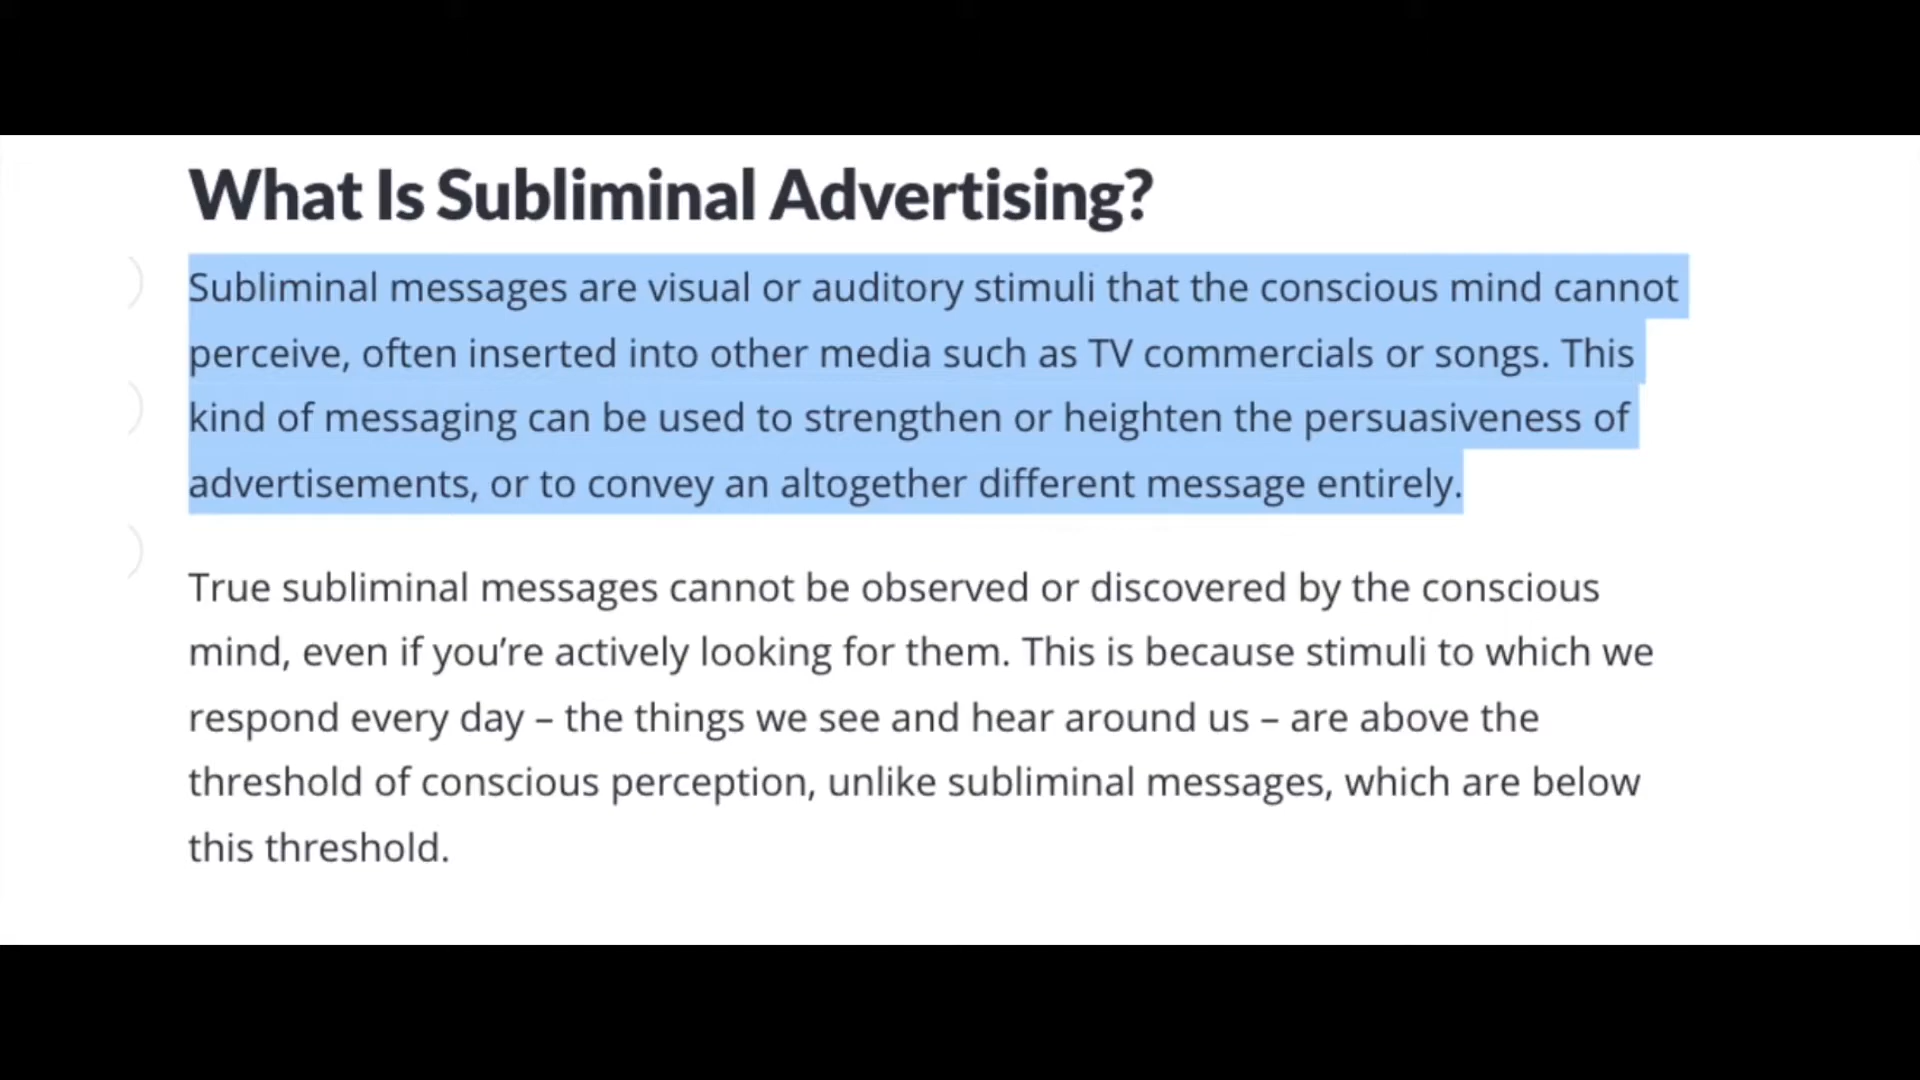 What Is Subliminal Advertising?
Subliminal messages are visual or auditory stimuli that the conscious mind cannot
perceive, often inserted into other media such as TV commercials or songs. This
kind of messaging can be used to strengthen or heighten the persuasiveness of
advertisements, or to convey an altogether different message entirely.
True subliminal messages cannot be observed or discovered by the conscious
mind, even if you’re actively looking for them. This is because stimuli to which we
respond every day – the things we see and hear around us – are above the
threshold of conscious perception, unlike subliminal messages, which are below
this threshold.